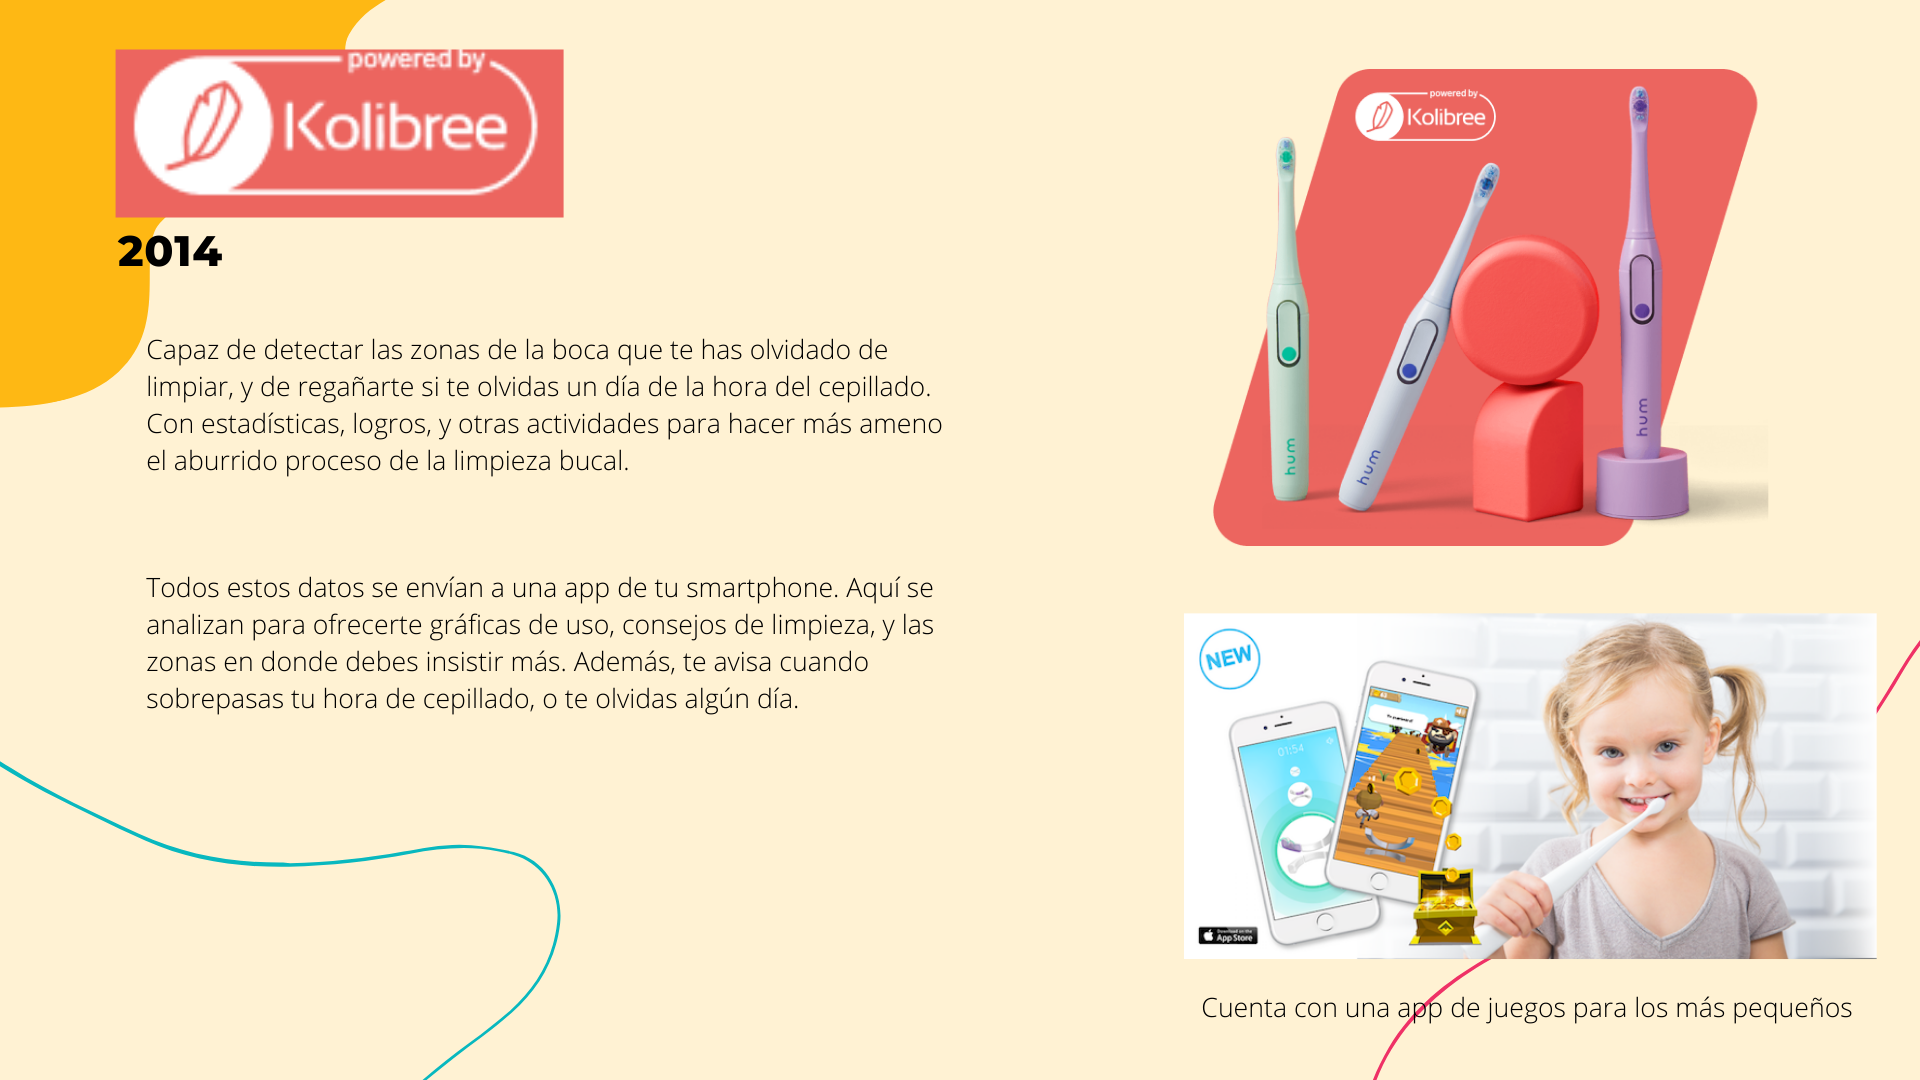 powered by
Kolibree
2014
Capaz de detectar las zonas de la boca que te has olvidado de
limpiar, y de regañarte si te olvidas un día de la hora del cepillado.
Con estadísticas, logros, y otras actividades para hacer más ameno
el aburrido proceso de la limpieza bucal.
Todos estos datos se envían a una app de tu smartphone. Aquí se
analizan para ofrecerte gráficas de uso, consejos de limpieza, y las
zonas en donde debes insistir más. Además, te avisa cuando
sobrepasas tu hora de cepillado, o te olvidas algún día.
powered by
Kolibree
hum
hum
hum
NEW
01:54
Download on the
App Store
Cuenta con una app de juegos para los más pequeños